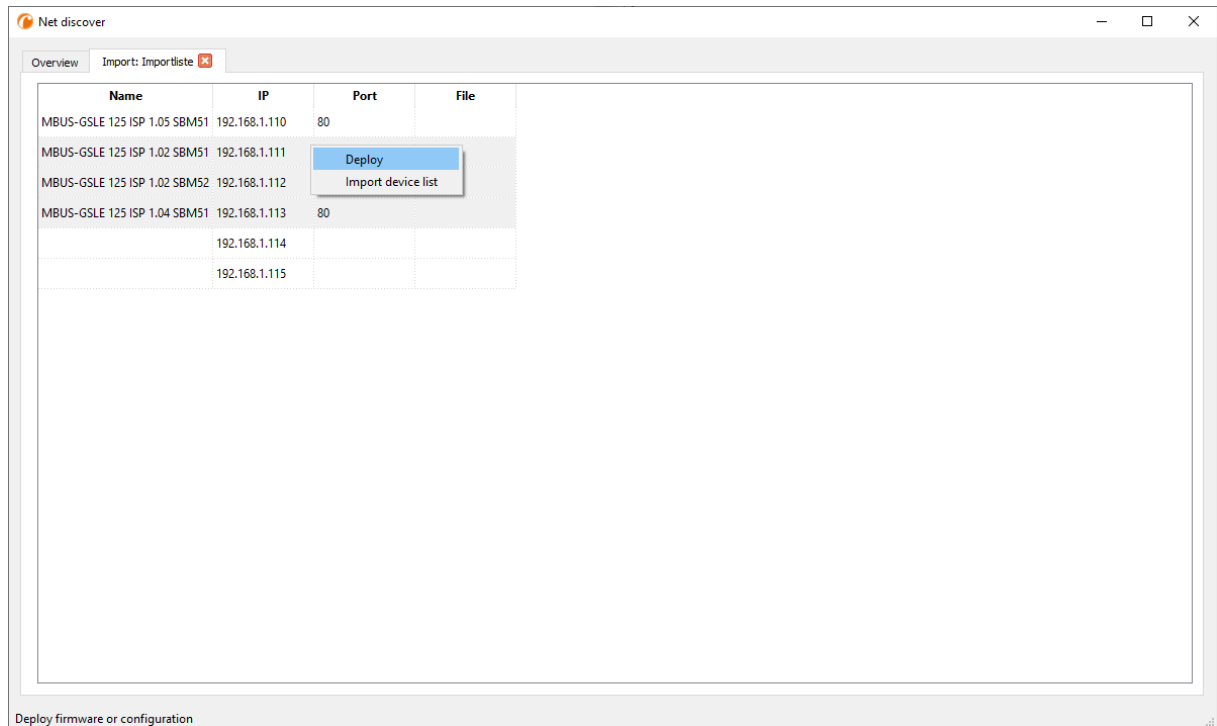 Net discover
Overview Import: Importliste
Name IP Port File
MBUS-GSLE 125 ISP 1.05 SBM51 192.168.1.110 80
MBUS-GSLE 125 ISP 1.02 SBM51 192.168.1.111
Deploy
MBUS-GSLE 125 ISP 1.02 SBM52 192.168.1.112
Import device list
MBUS-GSLE 125 ISP 1.04 SBM51 192.168.1.113 80
192.168.1.114
192.168.1.115
Deploy firmware or configuration